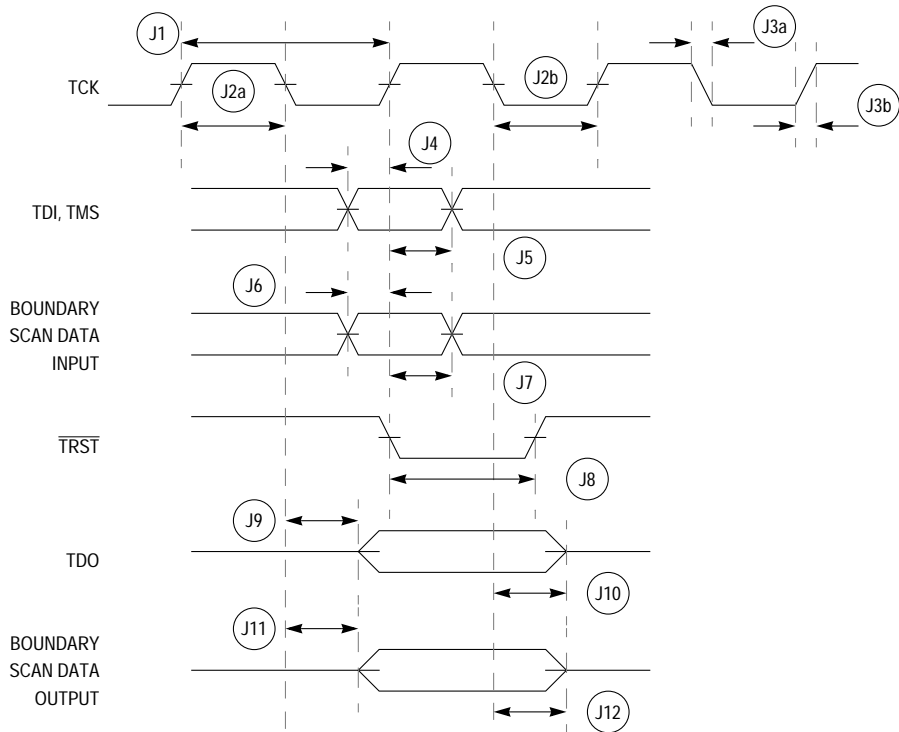 J1
J3a
TCK
J2a
J2b
J3b
J4
TDI, TMS
J5
J6
BOUNDARY
SCAN DATA
INPUT
J7
TRST
J8
J9
TDO
J10
J11
BOUNDARY
SCAN DATA
OUTPUT
J12